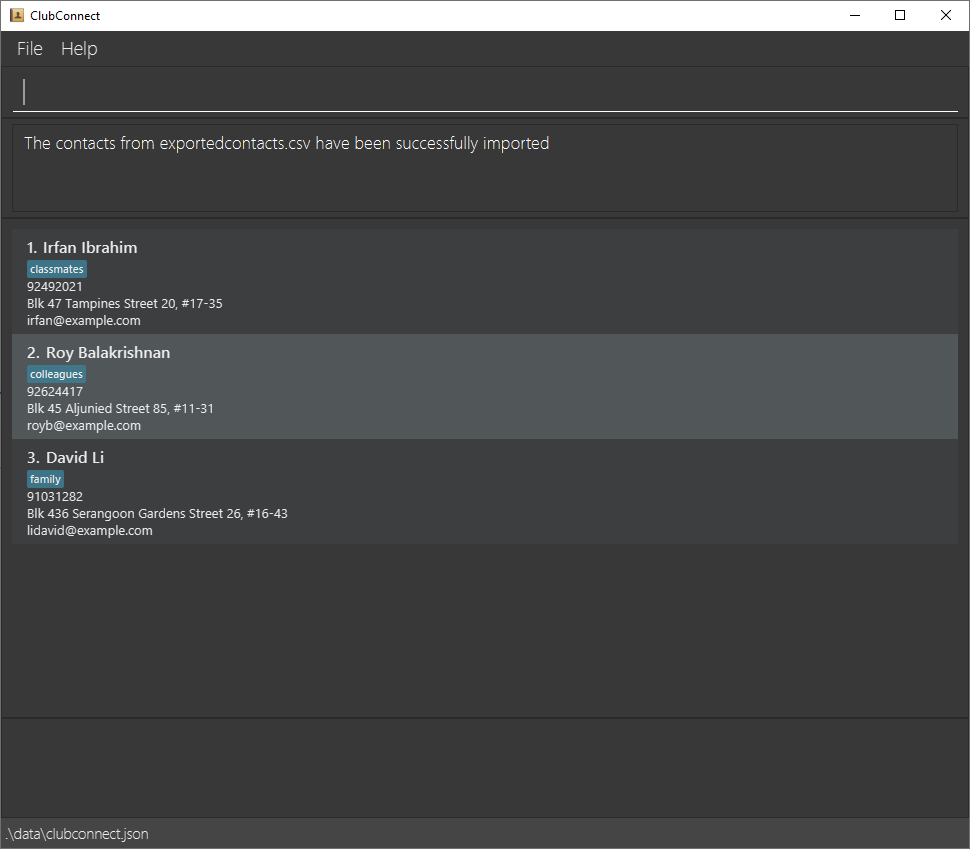 ClubConnect
File Help
The contacts from exportedcontacts.csv have been successfully imported
1. Irfan Ibrahim
classmates
92492021
Blk 47 Tampines Street 20, #17-35
irfan@example.com
2. Roy Balakrishnan
colleagues
92624417
Blk 45 Aljunied Street 85, #11-31
royb@example.com
3. David Li
family
91031282
Blk 436 Serangoon Gardens Street 26, #16-43
lidavid@example.com
.\data\clubconnect.json